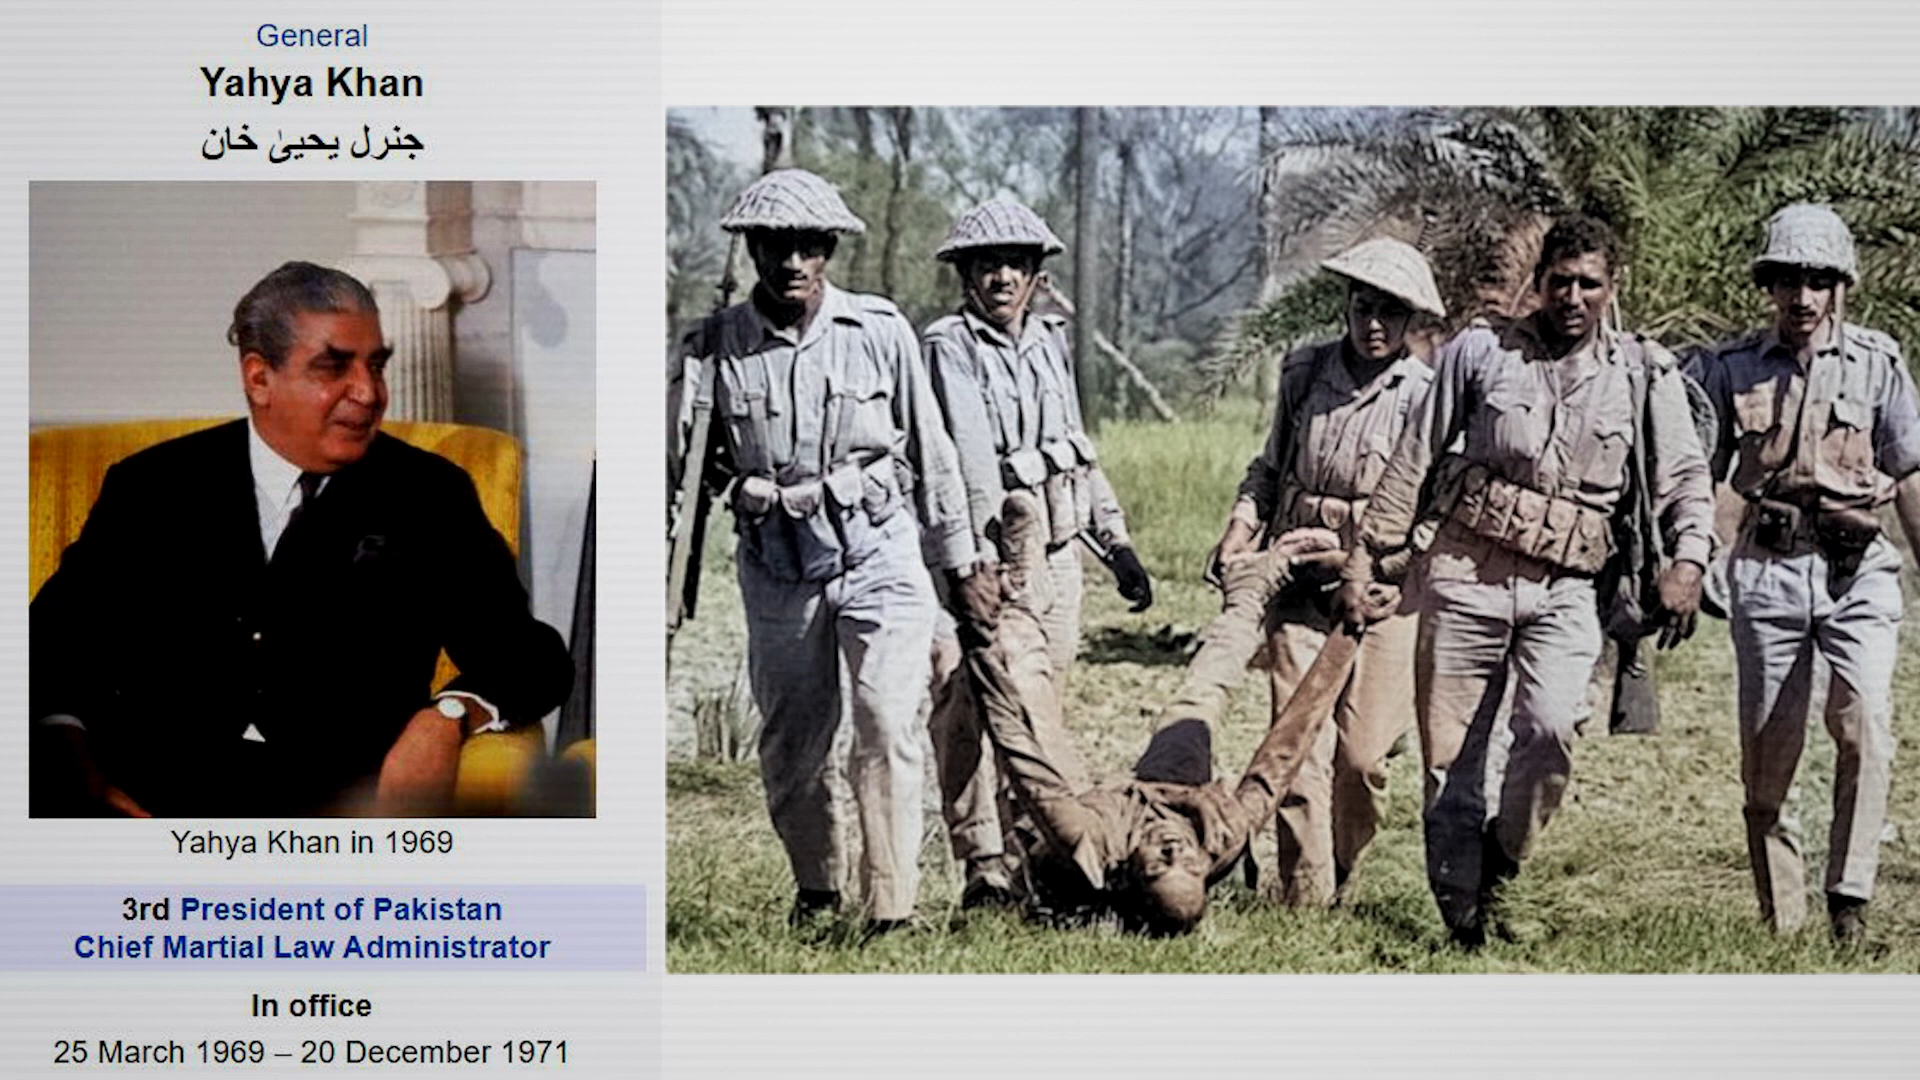 General
Yahya Khan
جنرل یحییٰ خان
Yahya Khan in 1969
3rd President of Pakistan
Chief Martial Law Administrator
In office
25 March 1969 – 20 December 1971